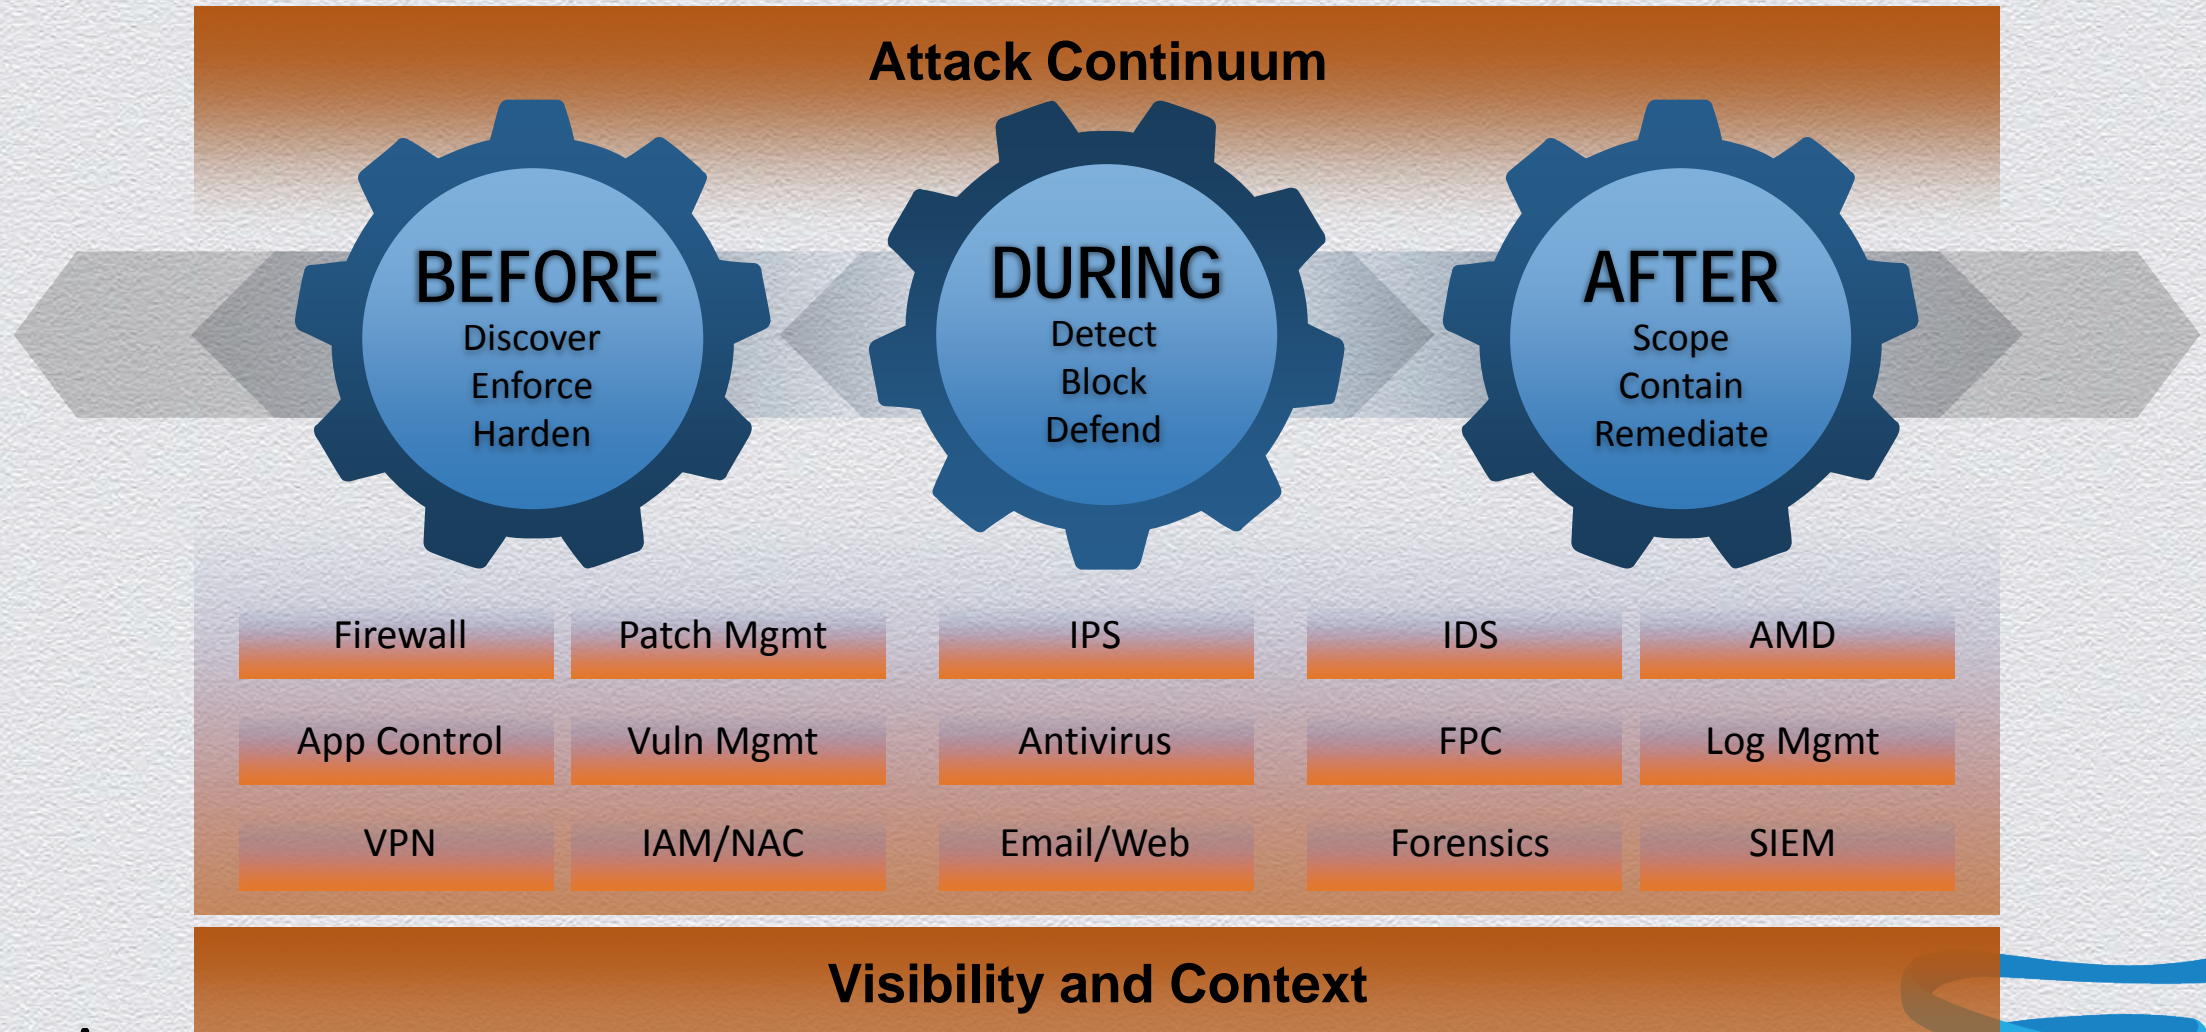 Attack Continuum
BEFORE
Discover
Enforce
Harden
DURING
Detect
Block
Defend
AFTER
Scope
Contain
Remediate
Firewall
Patch Mgmt
IPS
IDS
AMD
App Control
Vuln Mgmt
Antivirus
FPC
Log Mgmt
VPN
IAM/NAC
Email/Web
Forensics
SIEM
Visibility and Context